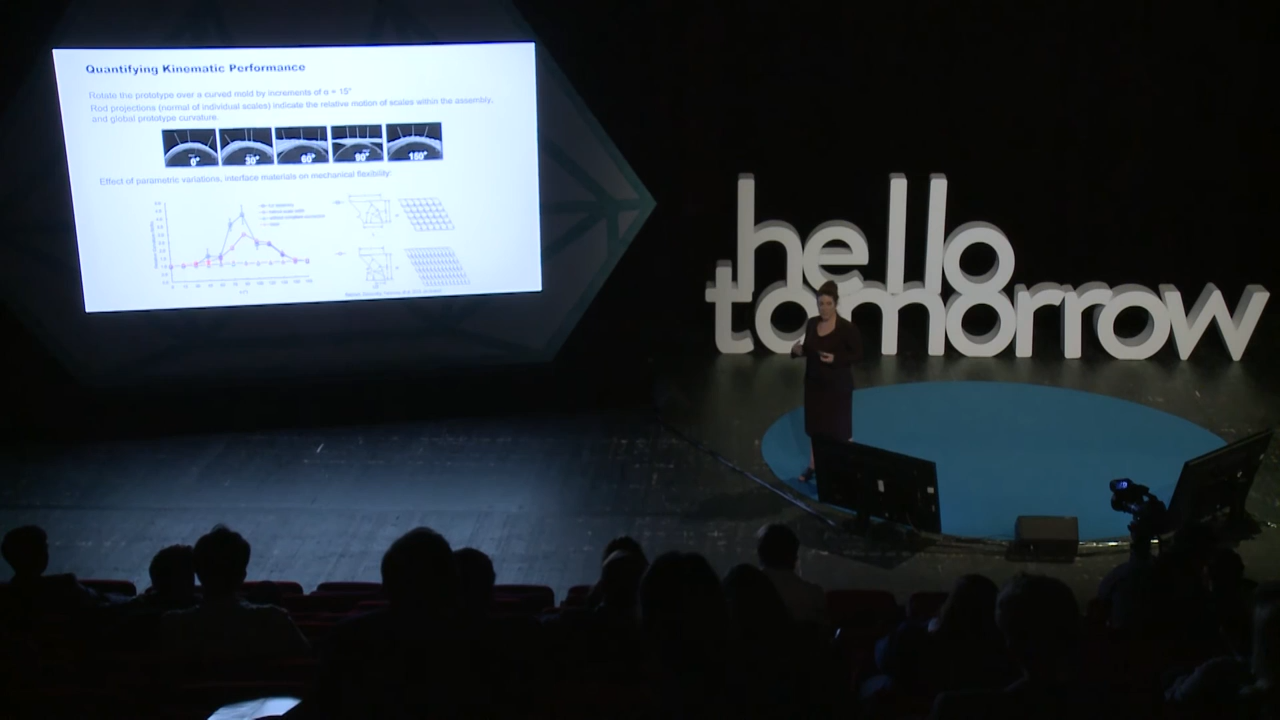 Quantifying Kinematic Performance
Rotate the prototype over a curved mold by increments of α = 15°
Rod projections (normal of individual scales) indicate the relative motion of scales within the assembly,
and global prototype curvature.
0° 30° 60° 90° 180°
Effect of parametric variations, interface materials on mechanical flexibility:
hello
tomorrow